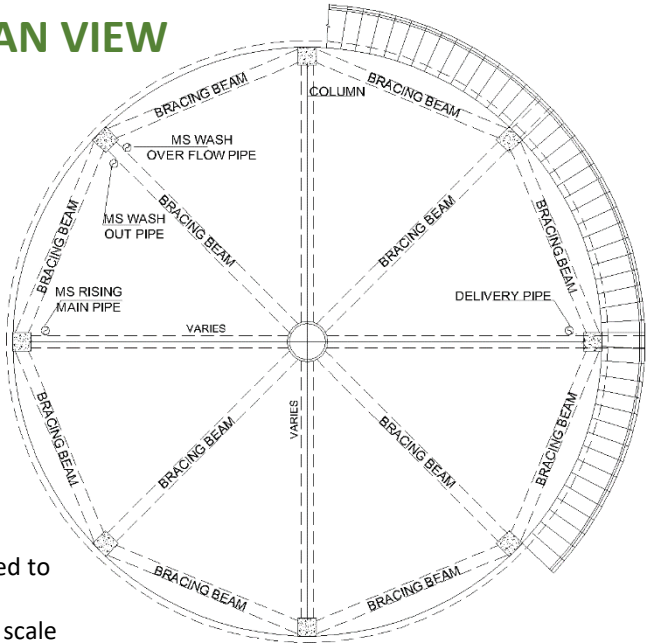 AN VIEW
BRACING BEAM
BRACING BEAM
COLUMN
MS WASH
OVER FLOW PIPE
MS WASH
OUT PIPE
BRACING BEAM
BRACING BEAM
BRACING BEAM
BRACING BEAM
MS RISING
MAIN PIPE
DELIVERY PIPE
VARIES
VARIES
BRACING BEAM
BRACING BEAM
BRACING BEAM
BRACING BEAM
BRACING BEAM
BRACING BEAM
ed to
scale